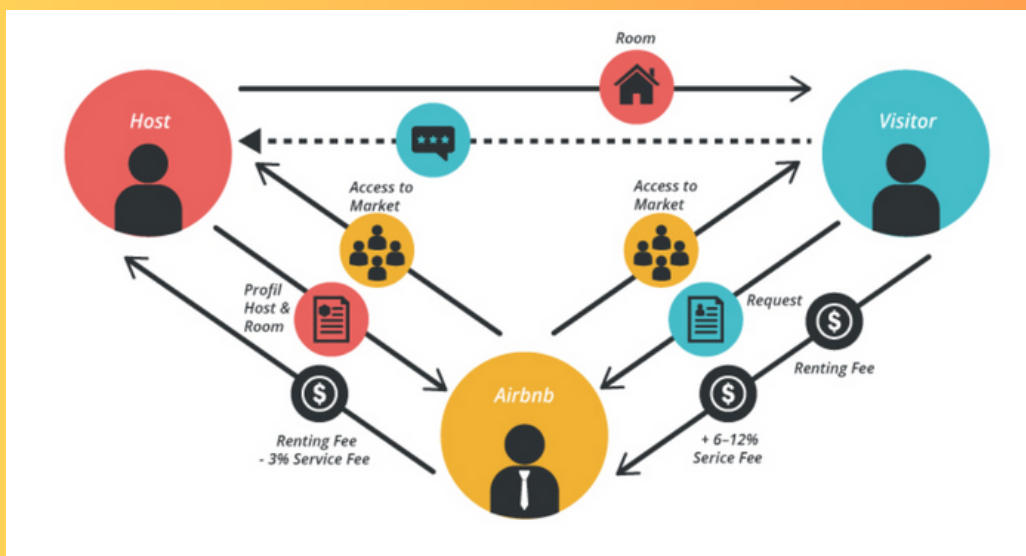 Room
Host
Visitor
Access to
Market
Access to
Market
Profil
Host &
Room
Request
Renting Fee
Airbnb
Renting Fee
- 3% Service Fee
+ 6–12%
Serice Fee